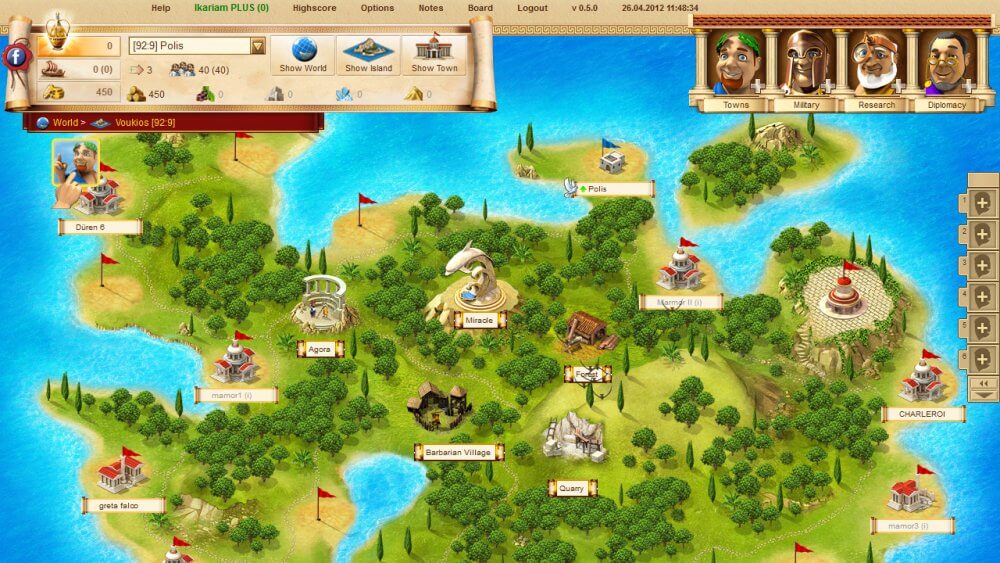 Help Ikariam PLUS (0) Highscore Options Notes Board Logout v 0.5.0 26.04.2012 11:48:34
0 [92:9] Polis
0 (0) 3 40 (40)
450 450 0 0 0 0
Show World Show Island Show Town
Towns Military Research Diplomacy
World > Voukios [92:9]
Polis
1
Düren 6
2
3
Marmor II (i)
4
Miracle
5
Agora
6
Forest
mamor1 (i)
CHARLEROI
Barbarian Village
Quarry
greta falco
mamor3 (i)